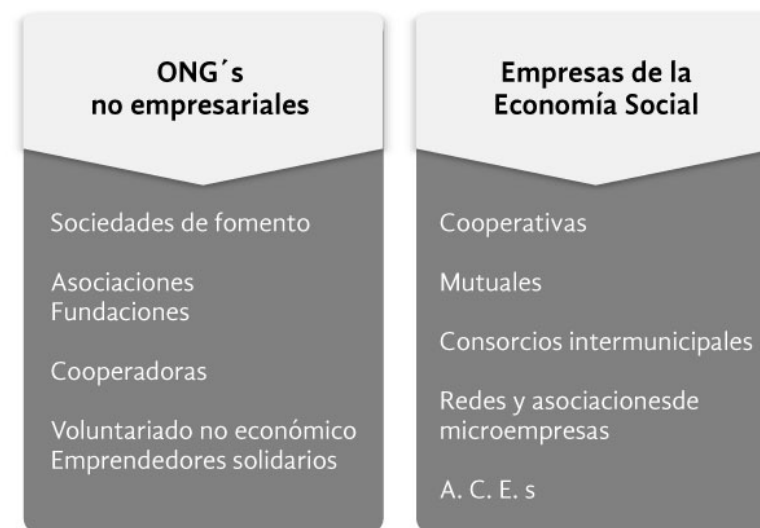 ONG´s
no empresariales
Sociedades de fomento
Asociaciones
Fundaciones
Cooperadoras
Voluntariado no económico
Emprendedores solidarios
Empresas de la
Economía Social
Cooperativas
Mutuales
Consorcios intermunicipales
Redes y asociacionesde
microempresas
A. C. E. s